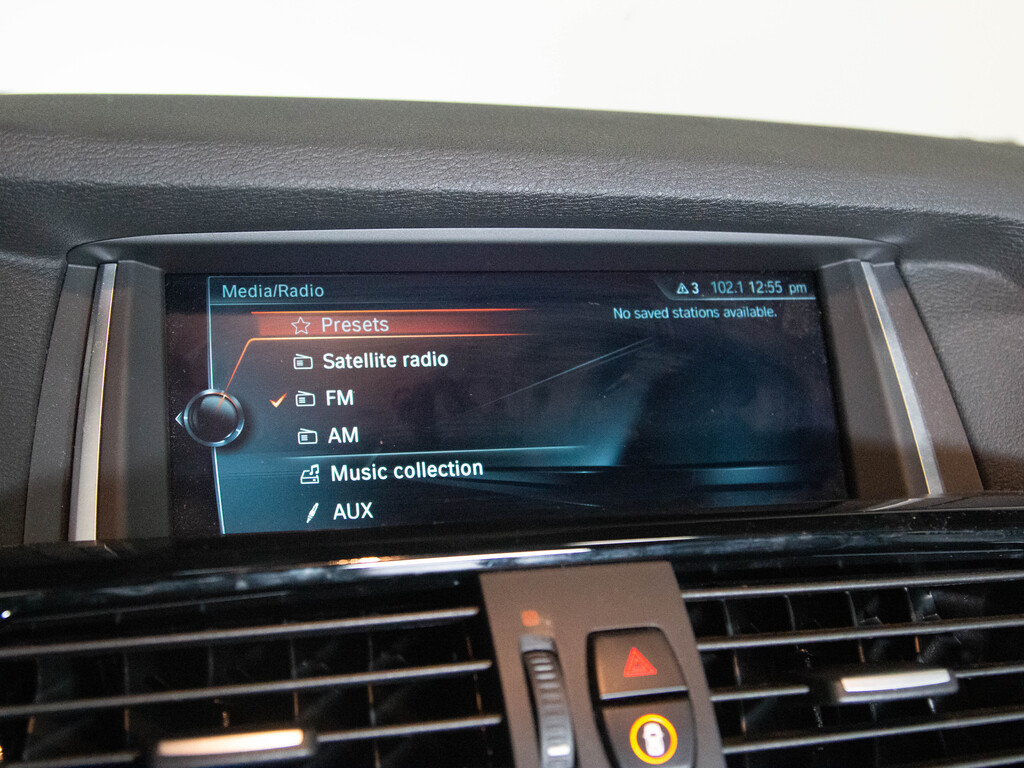 Media/Radio
3 102.1 12:55 pm
No saved stations available.
Presets
Satellite radio
FM
AM
Music collection
AUX